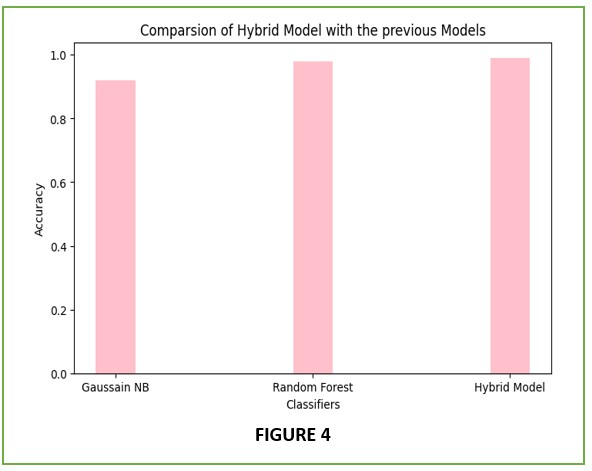 Comparsion of Hybrid Model with the previous Models
1.0
0.8
0.6
0.4
0.2
0.0
Accuracy
Gaussain NB Random Forest Hybrid Model
Classifiers
FIGURE 4